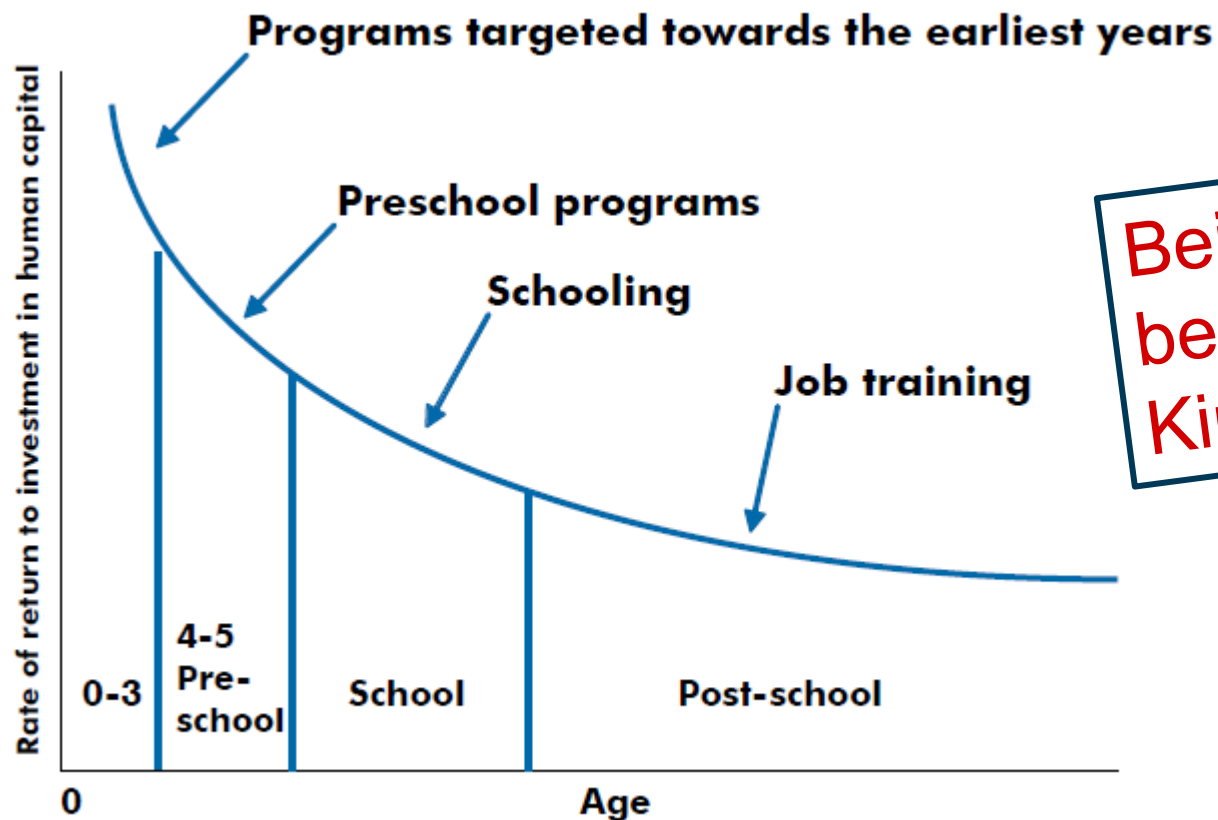 Programs targeted towards the earliest years
Rate of return to investment in human capital
Preschool programs
Schooling
Job training
0-3
4-5
Pre-
school
School
Post-school
0
Age